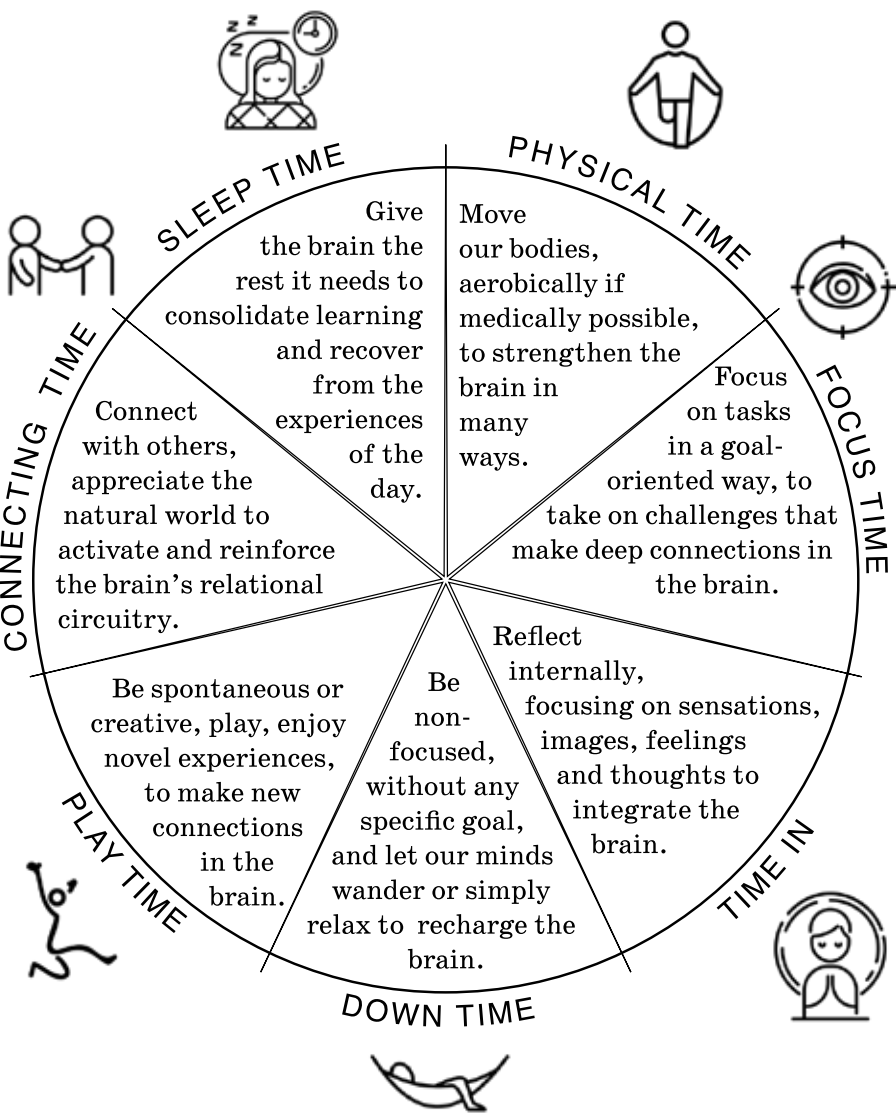 z z
z
SLEEP TIME
Give
the brain the
rest it needs to
consolidate learning
and recover
from the
experiences
of the
day.
PHYSICAL TIME
Move
our bodies,
aerobically if
medically possible,
to strengthen the
brain in
many
ways.
FOCUS TIME
Focus
on tasks
in a goal-
oriented way, to
take on challenges that
make deep connections in
the brain.
TIME IN
Reflect
internally,
focusing on sensations,
images, feelings
and thoughts to
integrate the
brain.
DOWN TIME
Be
non-
focused,
without any
specific goal,
and let our minds
wander or simply
relax to recharge the
brain.
PLAY TIME
Be spontaneous or
creative, play, enjoy
novel experiences,
to make new
connections
in the
brain.
CONNECTING TIME
Connect
with others,
appreciate the
natural world to
activate and reinforce
the brain’s relational
circuitry.